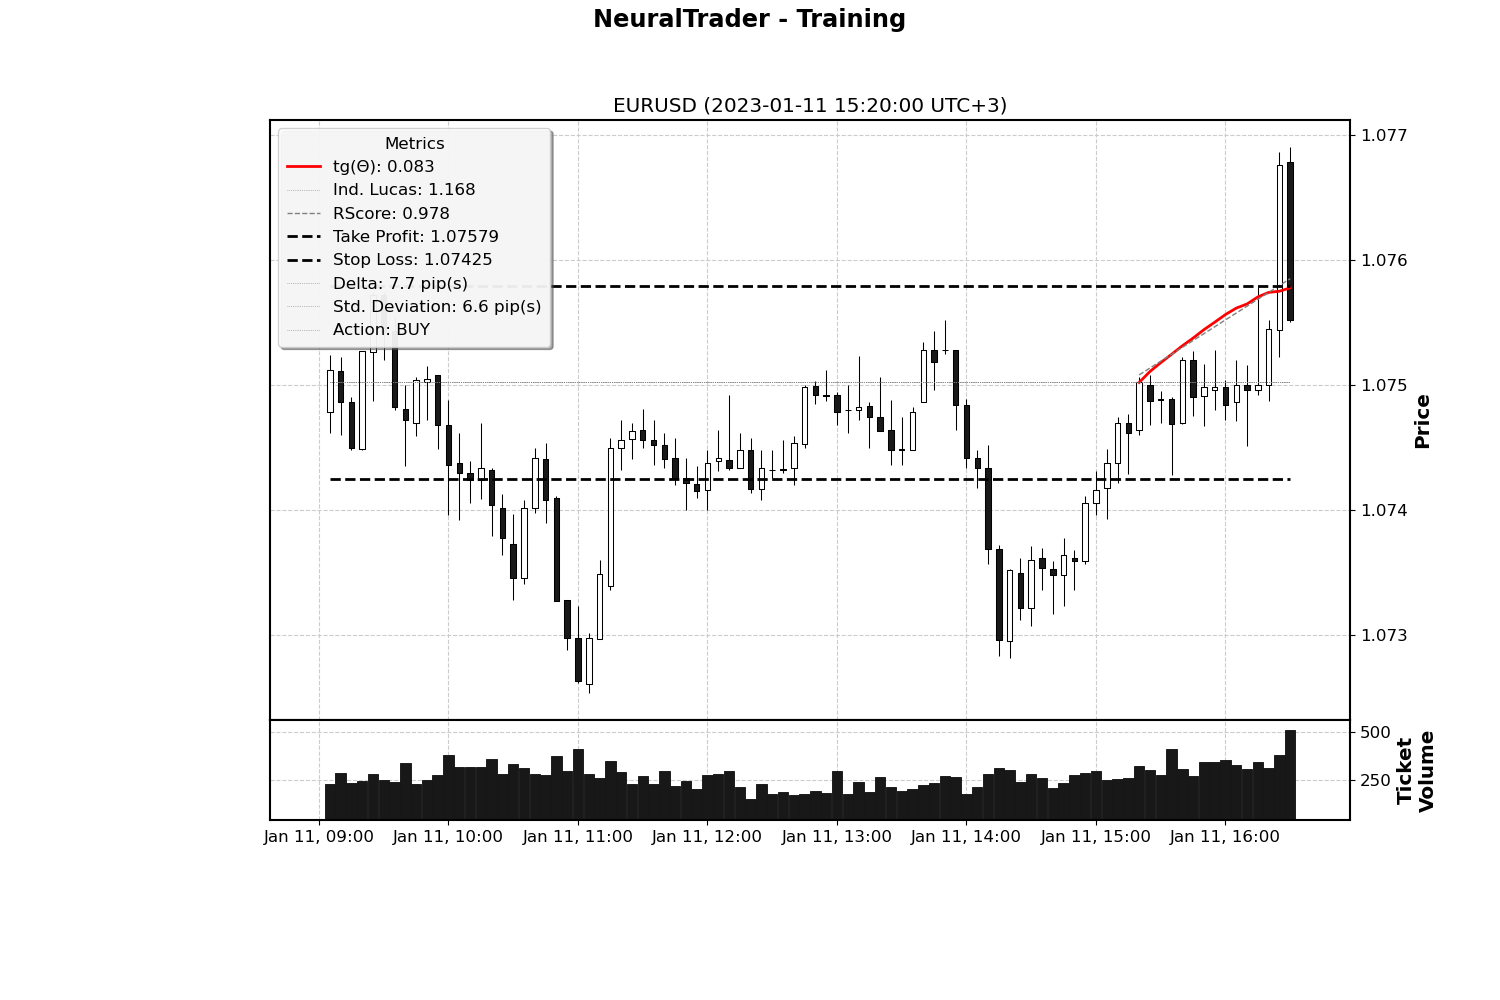 NeuralTrader - Training
EURUSD (2023-01-11 15:20:00 UTC+3)
Metrics
tg(Θ): 0.083
Ind. Lucas: 1.168
RScore: 0.978
Take Profit: 1.07579
Stop Loss: 1.07425
Delta: 7.7 pip(s)
Std. Deviation: 6.6 pip(s)
Action: BUY
1.077
1.076
1.075
1.074
1.073
Price
500
250
Ticket
Volume
Jan 11, 09:00
Jan 11, 10:00
Jan 11, 11:00
Jan 11, 12:00
Jan 11, 13:00
Jan 11, 14:00
Jan 11, 15:00
Jan 11, 16:00